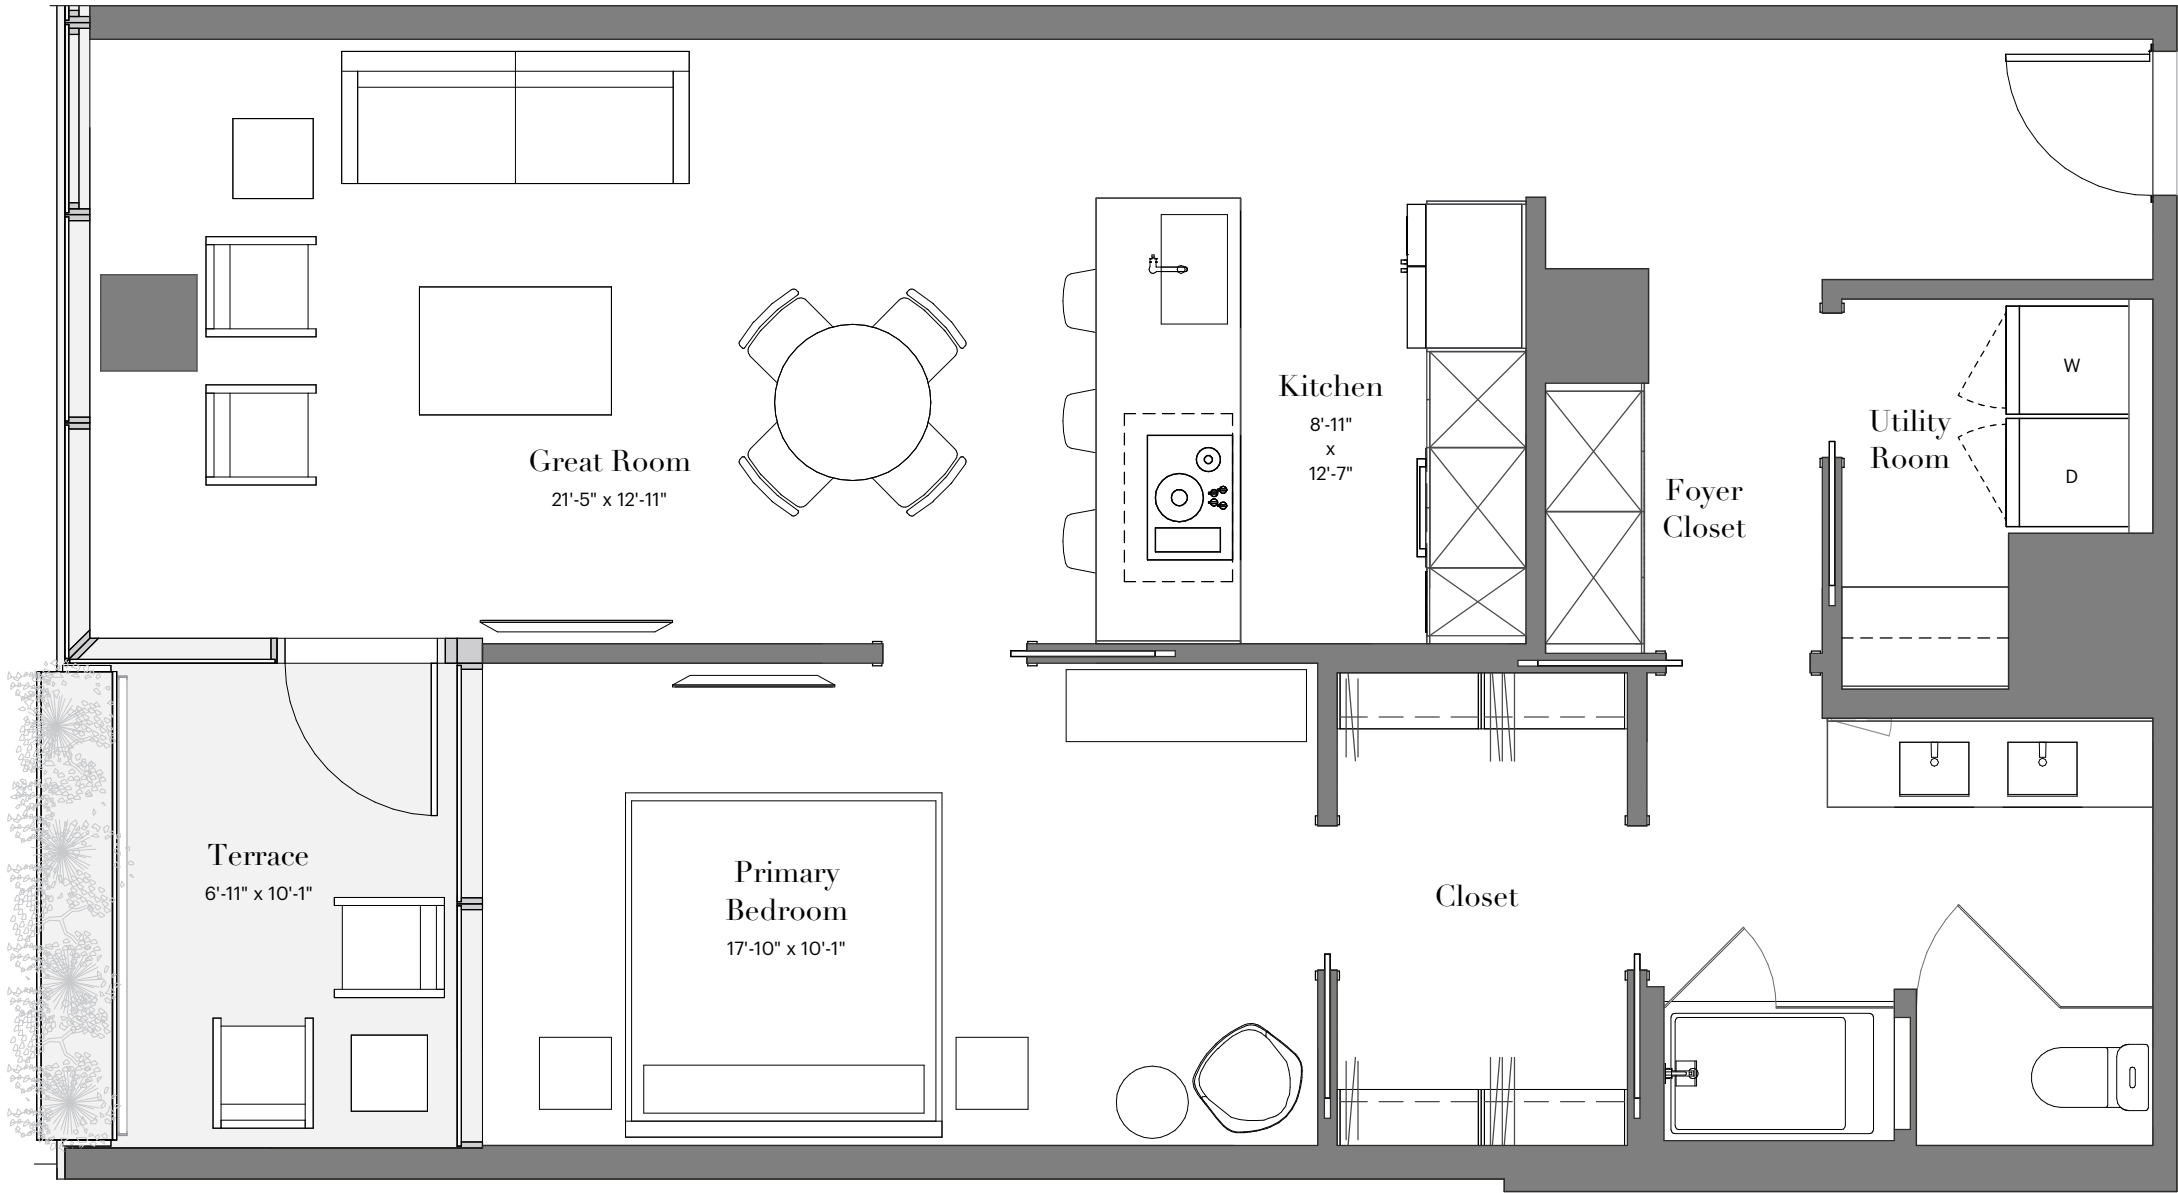 Kitchen
8'-11"
x
12'-7"
Great Room
21'-5" x 12'-11"
Foyer
Closet
Utility
Room
W
D
Terrace
6'-11" x 10'-1"
Primary
Bedroom
17'-10" x 10'-1"
Closet